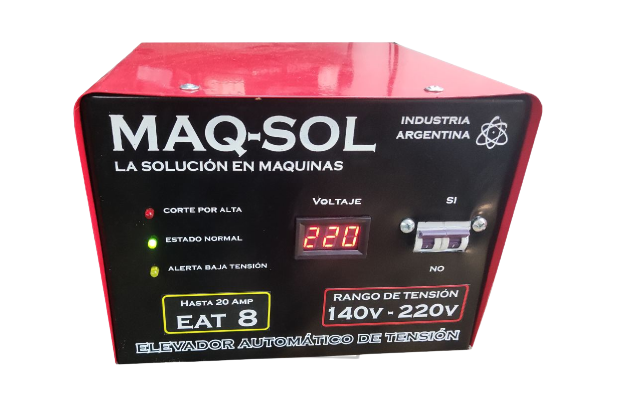 MAQ-SOL
LA SOLUCIÓN EN MAQUINAS
INDUSTRIA
ARGENTINA
CORTE POR ALTA
ESTADO NORMAL
ALERTA BAJA TENSIÓN
VOLTAJE
220
SI
NO
HASTA 20 AMP
EAT 8
RANGO DE TENSIÓN
140V - 220V
ELEVADOR AUTOMÁTICO DE TENSIÓN